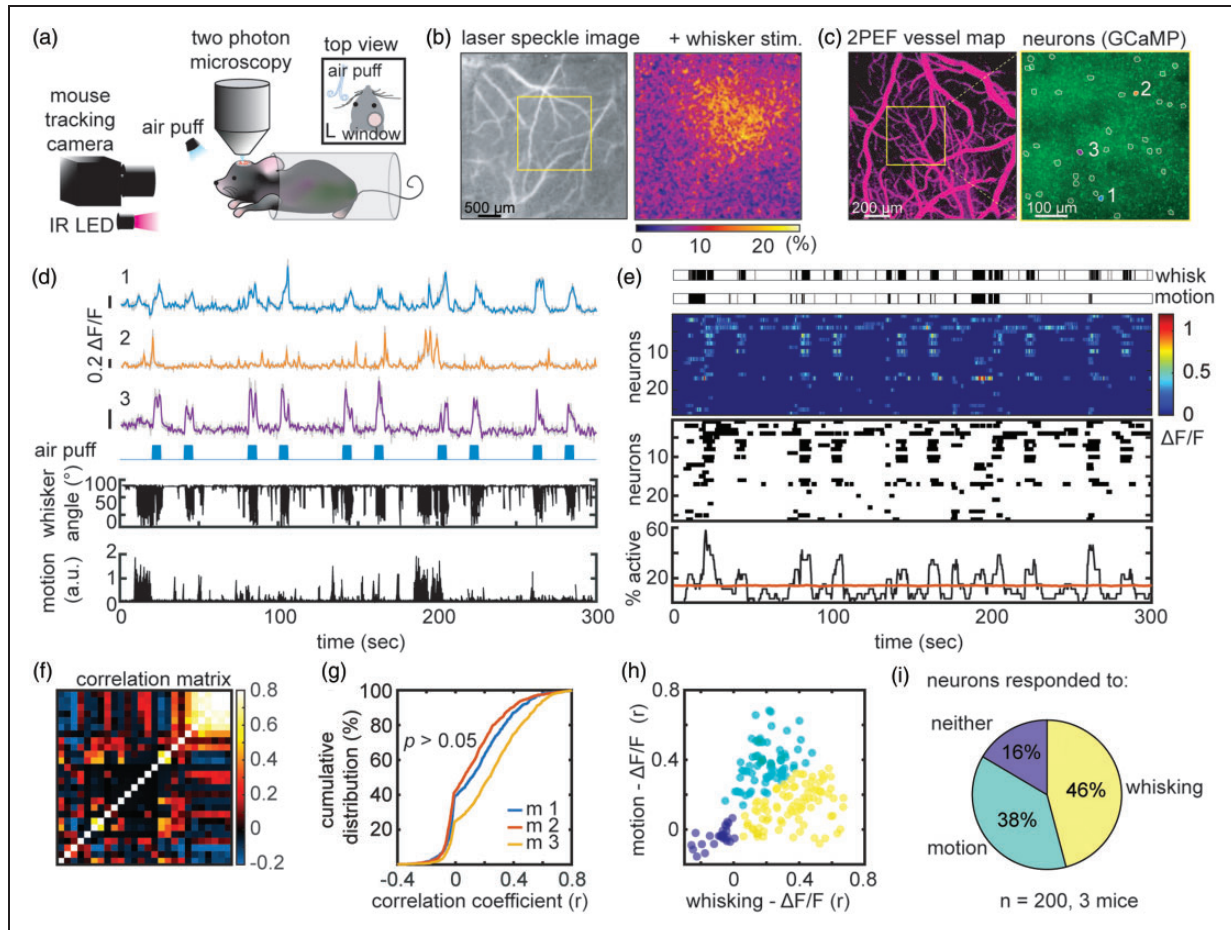 (a)
two photon
microscopy
top view
air puff
L window
mouse
tracking
camera
air puff
IR LED
(b) laser speckle image + whisker stim.
500 µm
0 10 20 (%)
(c) 2PEF vessel map neurons (GCaMP)
200 µm
2
3
1
100 µm
(d)
1
2
3
0.2 ΔF/F
air puff
whisker
angle (°)
100
50
0
motion
(a.u.)
2
1
0
0 100 200 300
time (sec)
(e)
whisk
motion
neurons
10
20
1
0.5
0
ΔF/F
neurons
10
20
% active
60
20
0 100 200 300
time (sec)
(f) correlation matrix
0.8
0.6
0.4
0.2
0
-0.2
(g)
cumulative
distribution (%)
100
80
60
40
20
p > 0.05
m 1
m 2
m 3
-0.4 0 0.4 0.8
correlation coefficient (r)
(h)
motion - ΔF/F (r)
0.8
0.4
0
0 0.4 0.8
whisking - ΔF/F (r)
(i) neurons responded to:
neither
16%
46%
whisking
38%
motion
n = 200, 3 mice